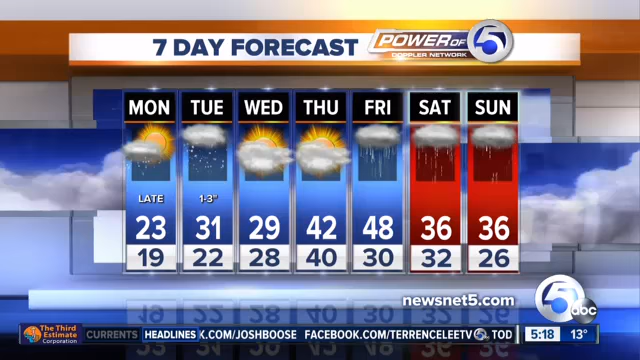 7 DAY FORECAST
POWER OF 5
DOPPLER NETWORK
MON TUE WED THU FRI SAT SUN
LATE 1-3"
23 31 29 42 48 36 36
19 22 28 40 30 32 26
newsnet5.com
5 abc
The Third
Estimate
Corporation
CURRENTS HEADLINES K.COM/JOSHBOOSE FACEBOOK.COM/TERRENCELEETV 5 TOD 5:18 13°